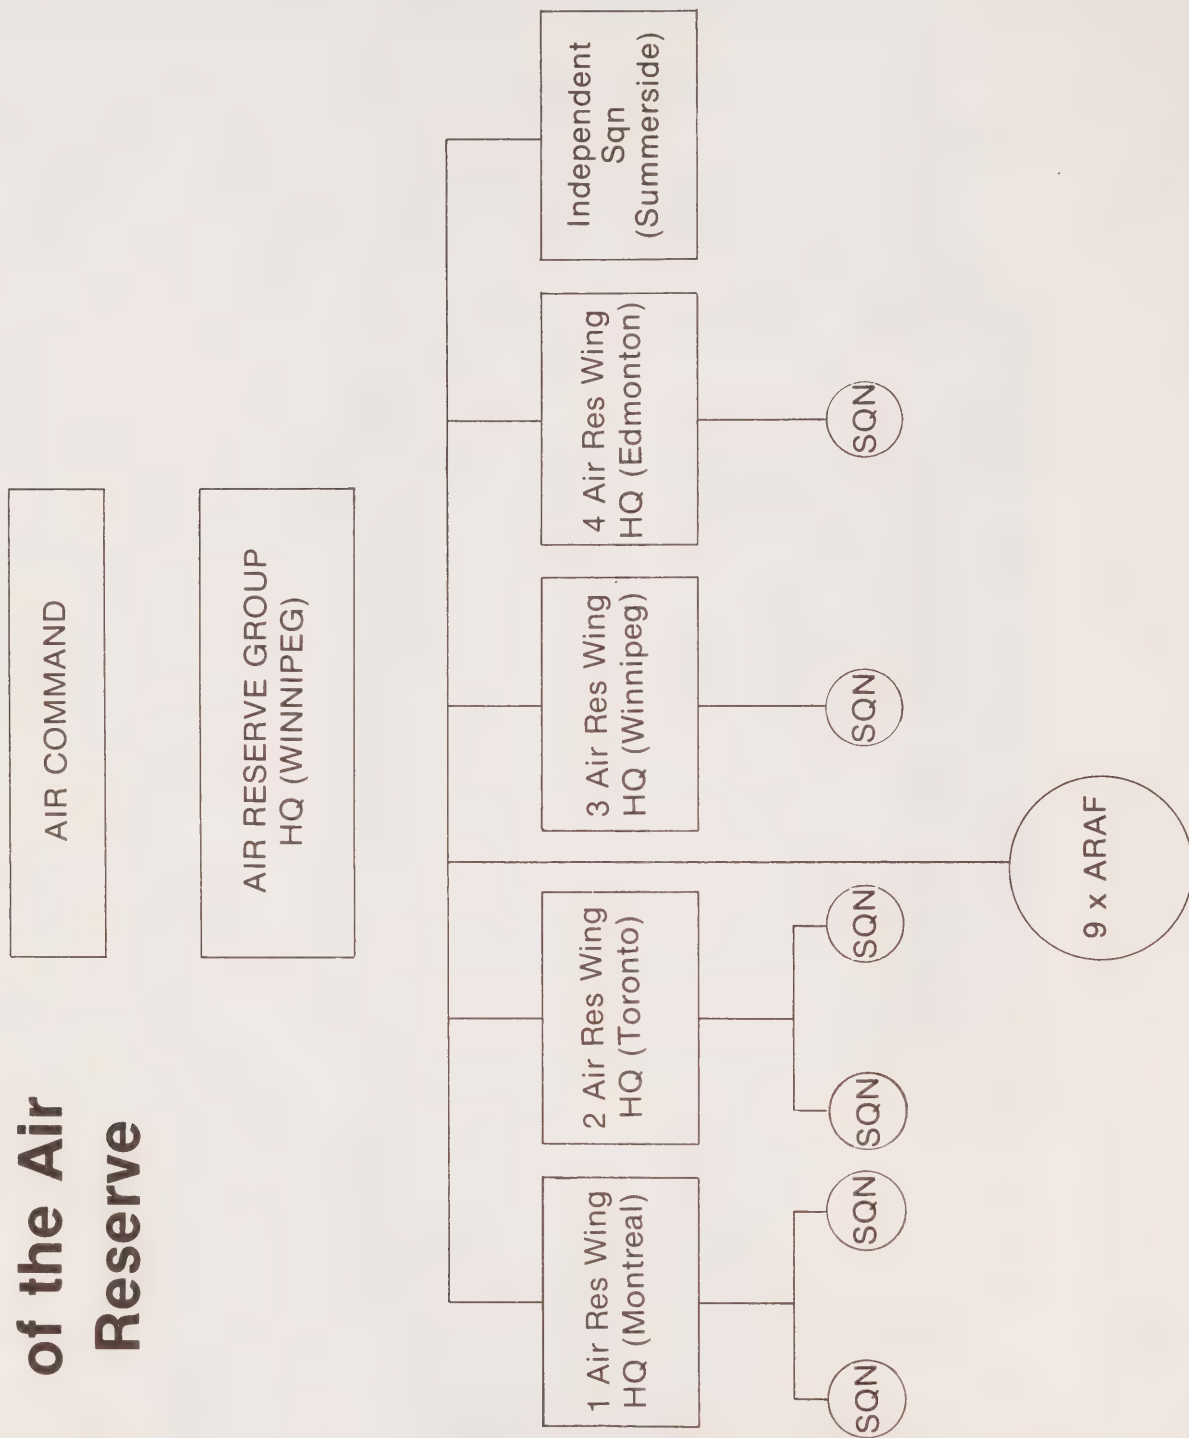 of the Air
Reserve
AIR COMMAND
AIR RESERVE GROUP
HQ (WINNIPEG)
1 Air Res Wing
HQ (Montreal)
2 Air Res Wing
HQ (Toronto)
3 Air Res Wing
HQ (Winnipeg)
4 Air Res Wing
HQ (Edmonton)
Independent
Sqn
(Summerside)
SQN
SQN
SQN
SQN
SQN
SQN
9 x ARAF